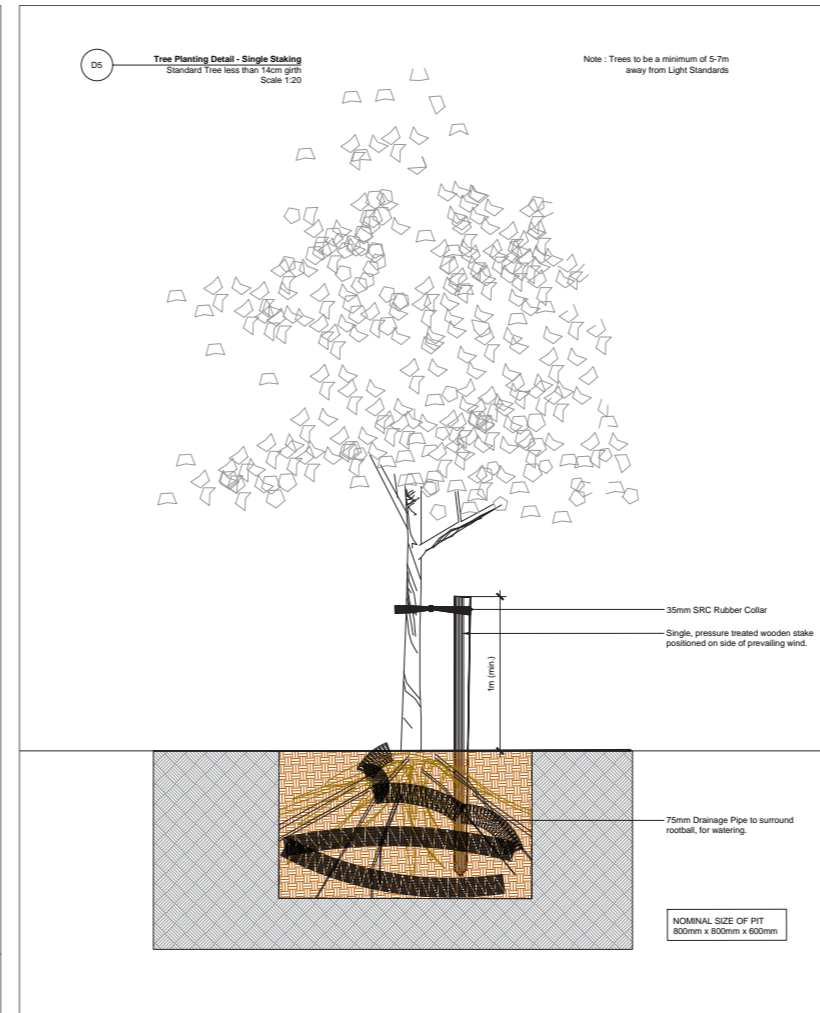 D5
Tree Planting Detail - Single Staking
Standard Tree less than 14cm girth
Scale 1:20
Note : Trees to be a minimum of 5-7m
away from Light Standards
35mm SRC Rubber Collar
Single, pressure treated wooden stake
positioned on side of prevailing wind.
1m (min.)
75mm Drainage Pipe to surround
rootball, for watering.
NOMINAL SIZE OF PIT
800mm x 800mm x 600mm